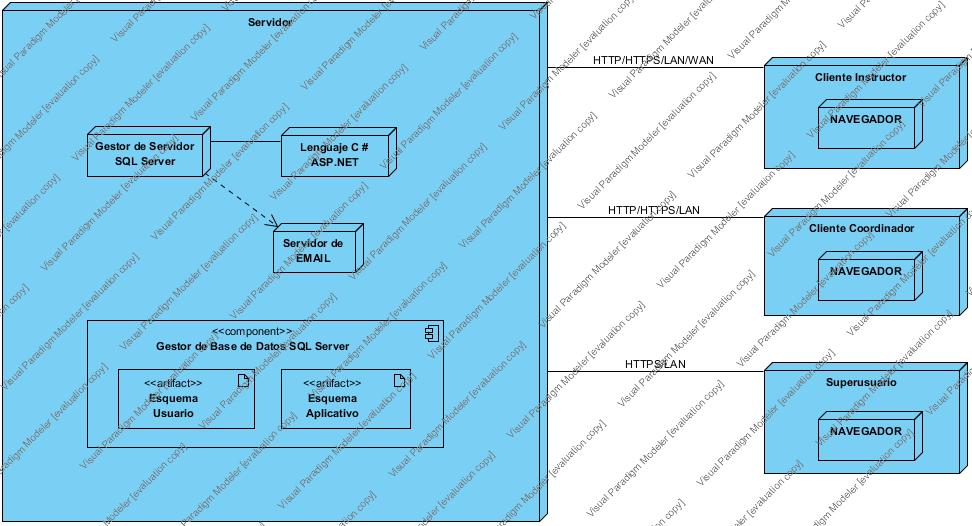 Servidor
Gestor de Servidor
SQL Server
Lenguaje C #
ASP.NET
Servidor de
EMAIL
<<component>>
Gestor de Base de Datos SQL Server
<<artifact>>
Esquema
Usuario
<<artifact>>
Esquema
Aplicativo
HTTP/HTTPS/LAN/WAN
Cliente Instructor
NAVEGADOR
HTTP/HTTPS/LAN
Cliente Coordinador
NAVEGADOR
HTTPS/LAN
Superusuario
NAVEGADOR
Visual Paradigm Modeler [evaluation copy]